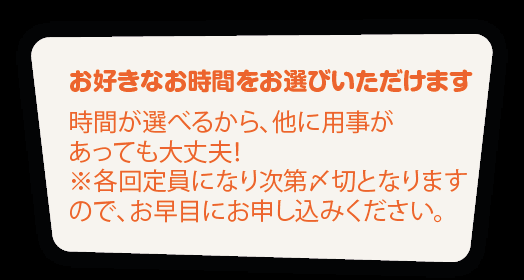 お好きなお時間をお選びいただけます
時間が選べるから、他に用事が
あっても大丈夫!
※各回定員になり次第〆切となります
ので、お早目にお申し込みください。